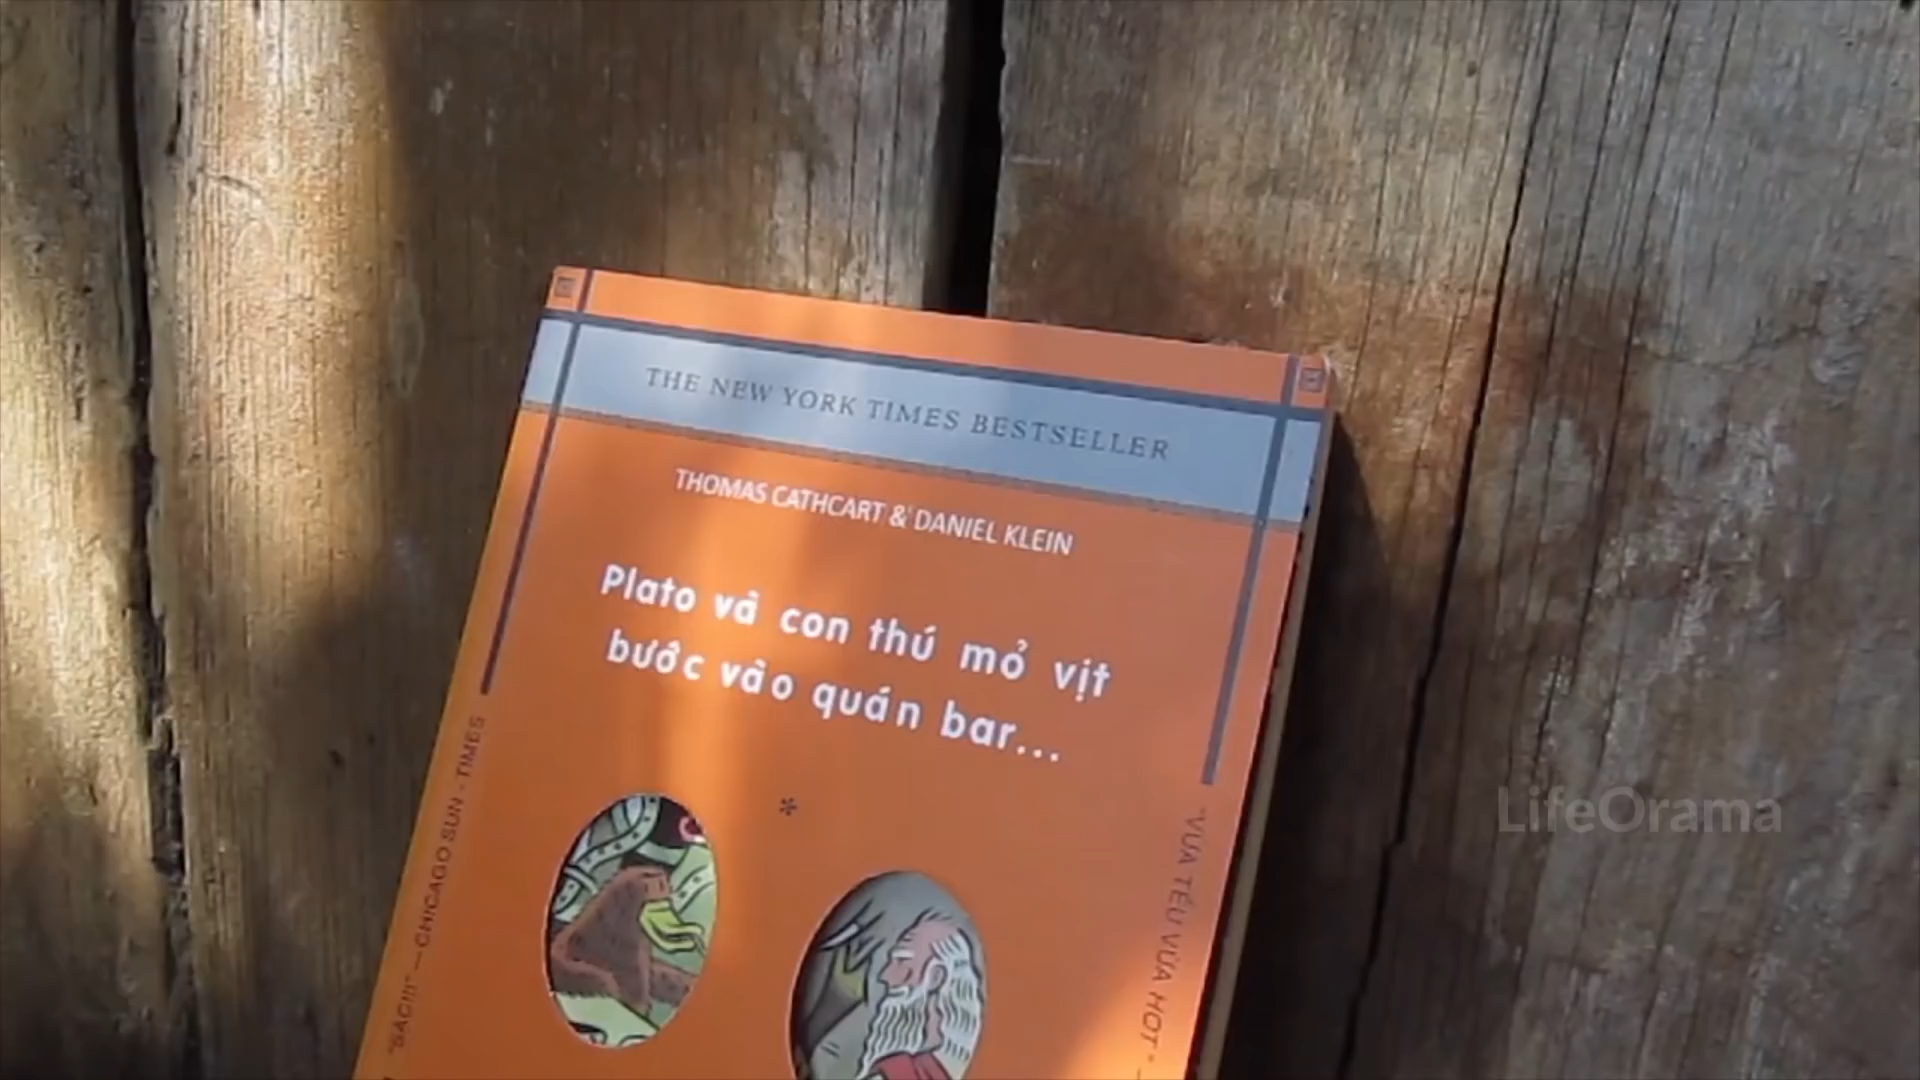 THE NEW YORK TIMES BESTSELLER
THOMAS CATHCART & DANIEL KLEIN
Plato và con thú mỏ vịt
bước vào quán bar...
*
— CHICAGO SUN - TIMES
"VỪA TẾU VỪA HOT" —
LifeOrama